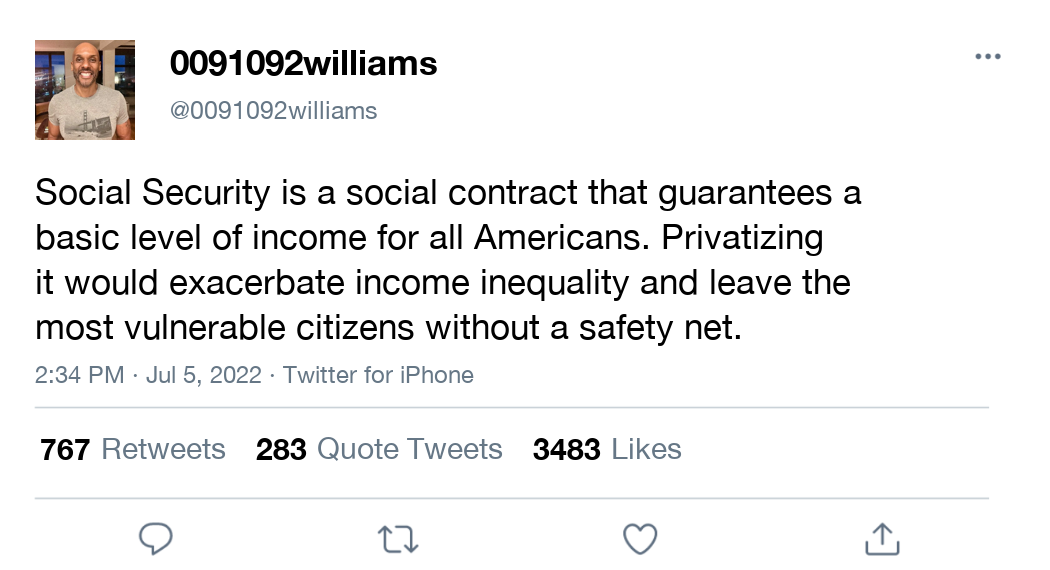 0091092williams
@0091092williams
Social Security is a social contract that guarantees a
basic level of income for all Americans. Privatizing
it would exacerbate income inequality and leave the
most vulnerable citizens without a safety net.
2:34 PM · Jul 5, 2022 · Twitter for iPhone
767 Retweets 283 Quote Tweets 3483 Likes